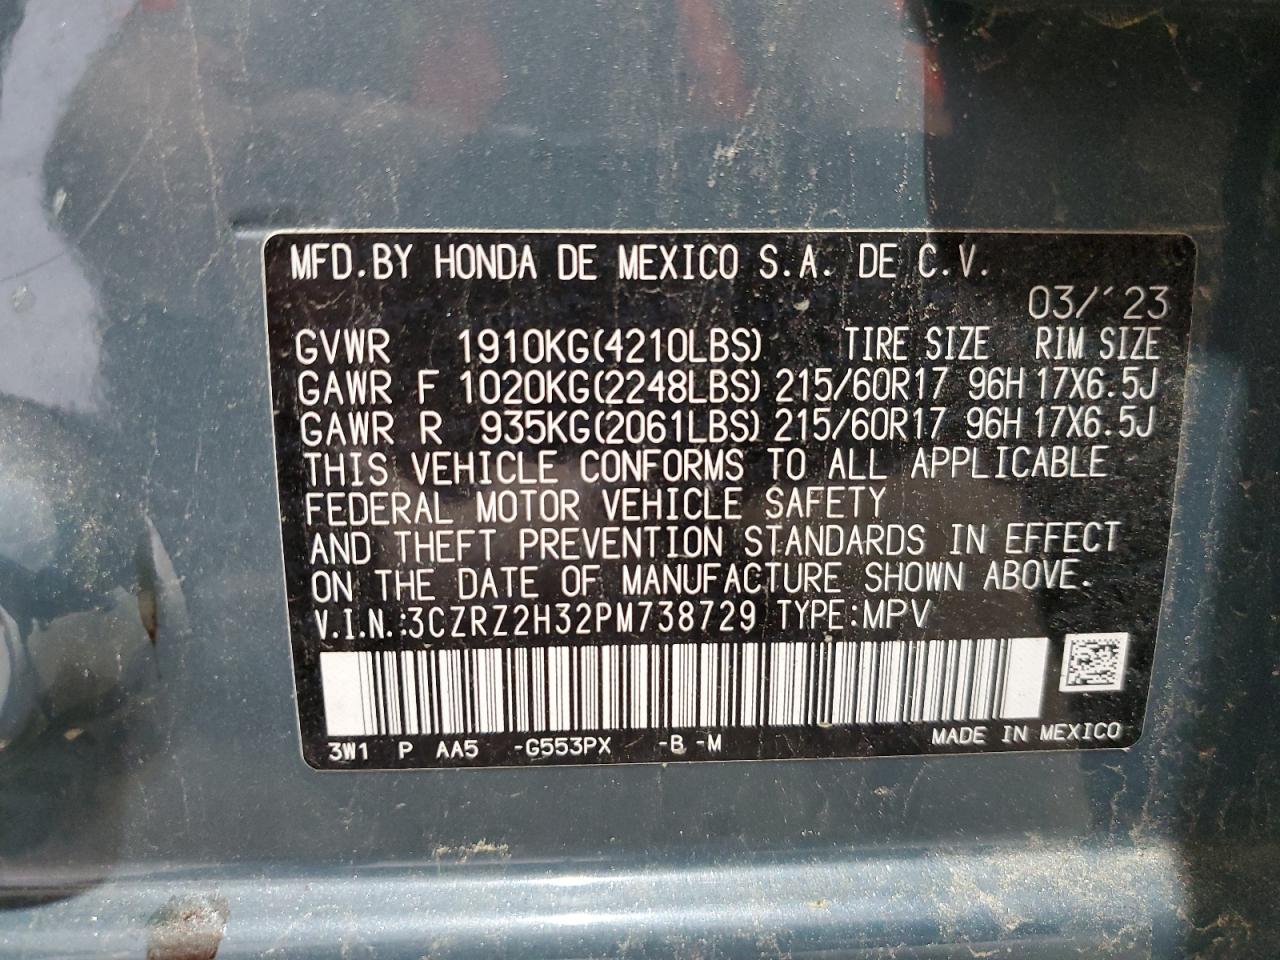 MFD.BY HONDA DE MEXICO S.A. DE C.V.
03/'23
GVWR 1910KG(4210LBS) TIRE SIZE RIM SIZE
GAWR F 1020KG(2248LBS) 215/60R17 96H 17X6.5J
GAWR R 935KG(2061LBS) 215/60R17 96H 17X6.5J
THIS VEHICLE CONFORMS TO ALL APPLICABLE
FEDERAL MOTOR VEHICLE SAFETY
AND THEFT PREVENTION STANDARDS IN EFFECT
ON THE DATE OF MANUFACTURE SHOWN ABOVE.
V.I.N.:3CZRZ2H32PM738729 TYPE:MPV
3W1 P AA5 -G553PX -B -M MADE IN MEXICO